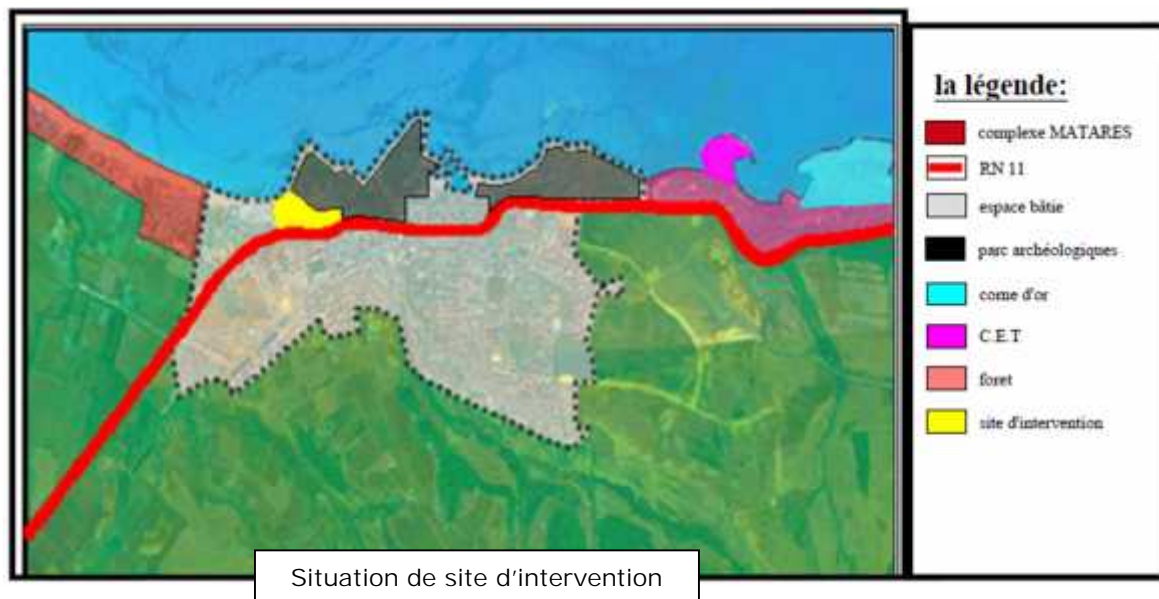 la légende:
complexe MATARES
RN 11
espace bâtie
parc archéologiques
corne d'or
C.E.T
foret
site d'intervention
Situation de site d'intervention